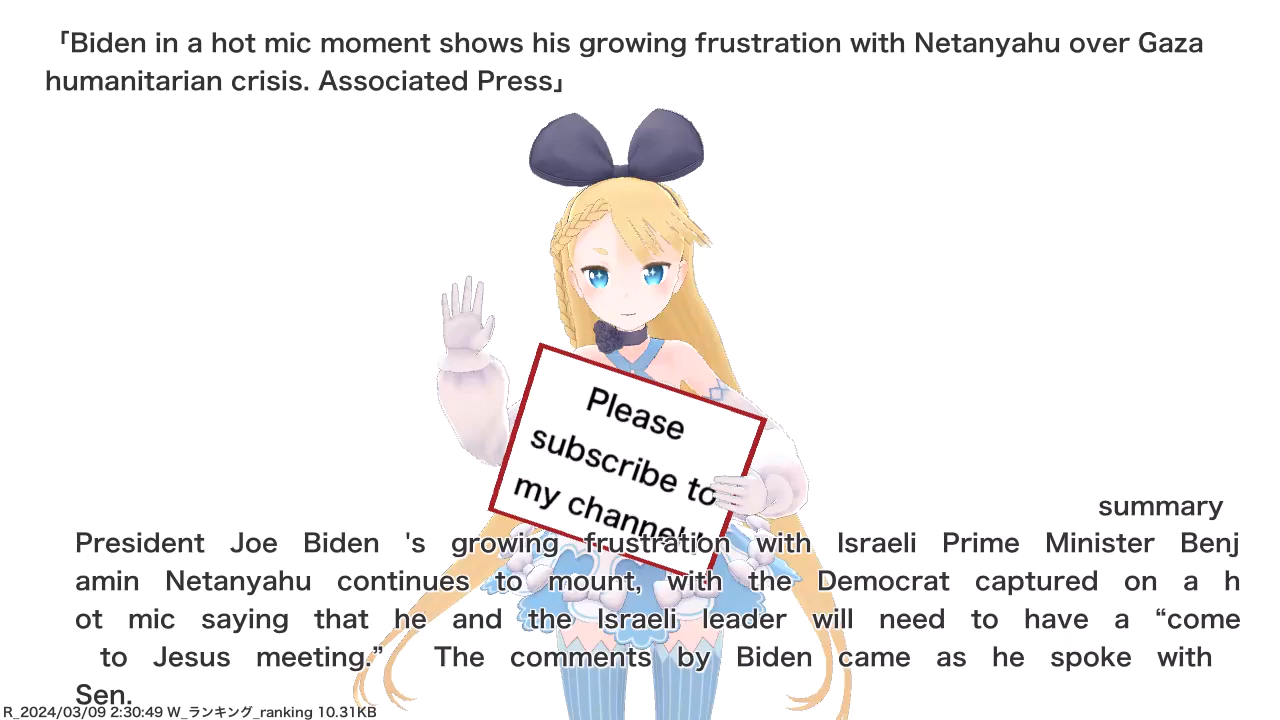 「Biden in a hot mic moment shows his growing frustration with Netanyahu over Gaza
humanitarian crisis. Associated Press」
Please
subscribe to
my channel
summary
President Joe Biden 's growing frustration with Israeli Prime Minister Benj
amin Netanyahu continues to mount, with the Democrat captured on a h
ot mic saying that he and the Israeli leader will need to have a “come
to Jesus meeting.” The comments by Biden came as he spoke with
Sen.
R_2024/03/09 2:30:49 W_ランキング_ranking 10.31KB